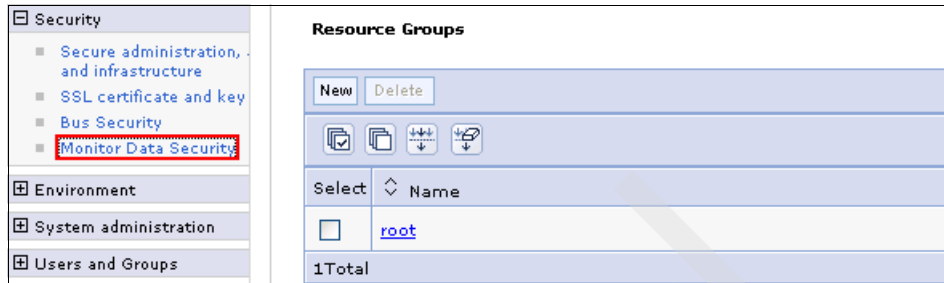 Security
Secure administration,
and infrastructure
SSL certificate and key
Bus Security
Monitor Data Security
Environment
System administration
Users and Groups
Resource Groups
New Delete
Select Name
root
1Total